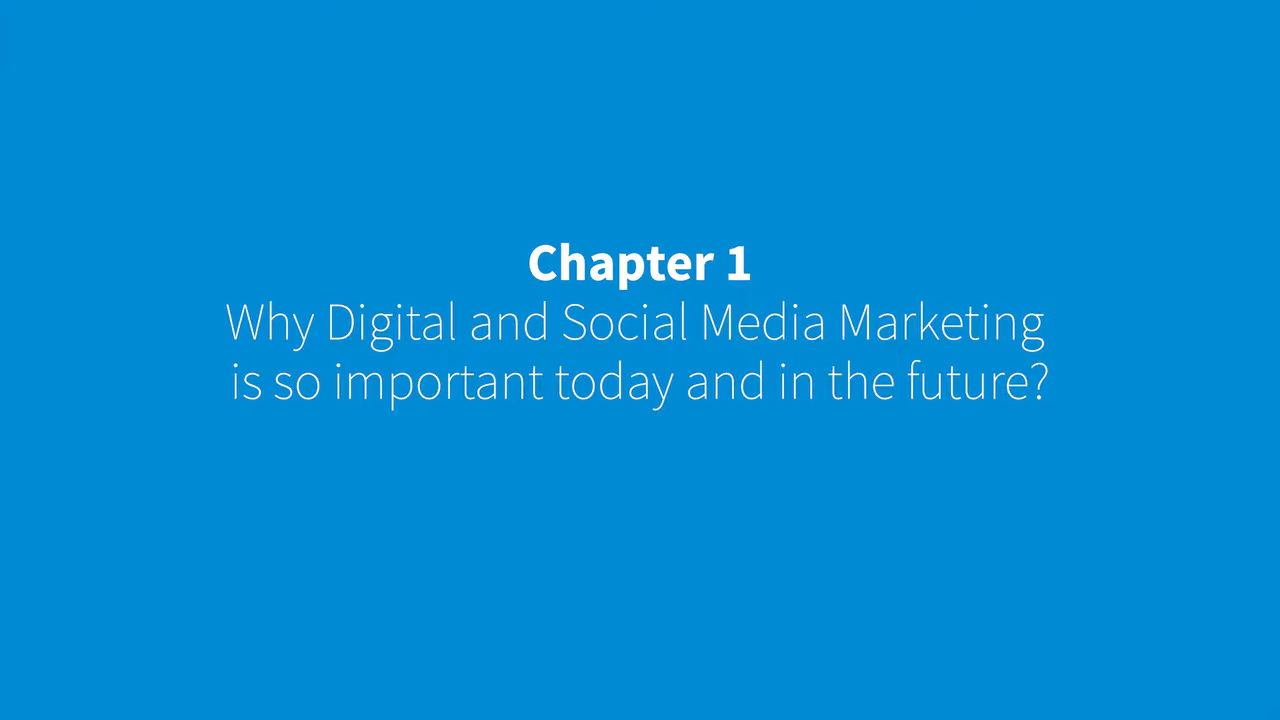 Chapter 1
Why Digital and Social Media Marketing
is so important today and in the future?